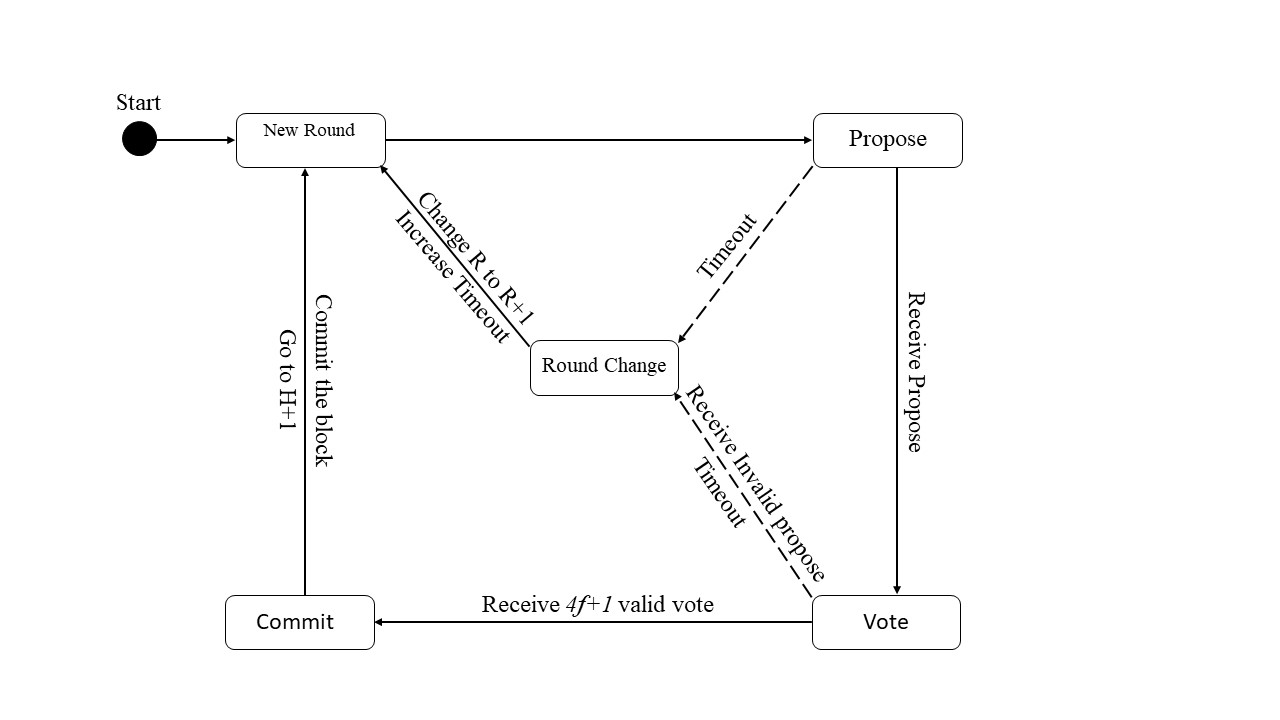 Start
New Round
Propose
Change R to R+1
Increase Timeout
Timeout
Receive Propose
Commit the block
Go to H+1
Round Change
Receive Invalid propose
Timeout
Receive 4f+1 valid vote
Commit
Vote